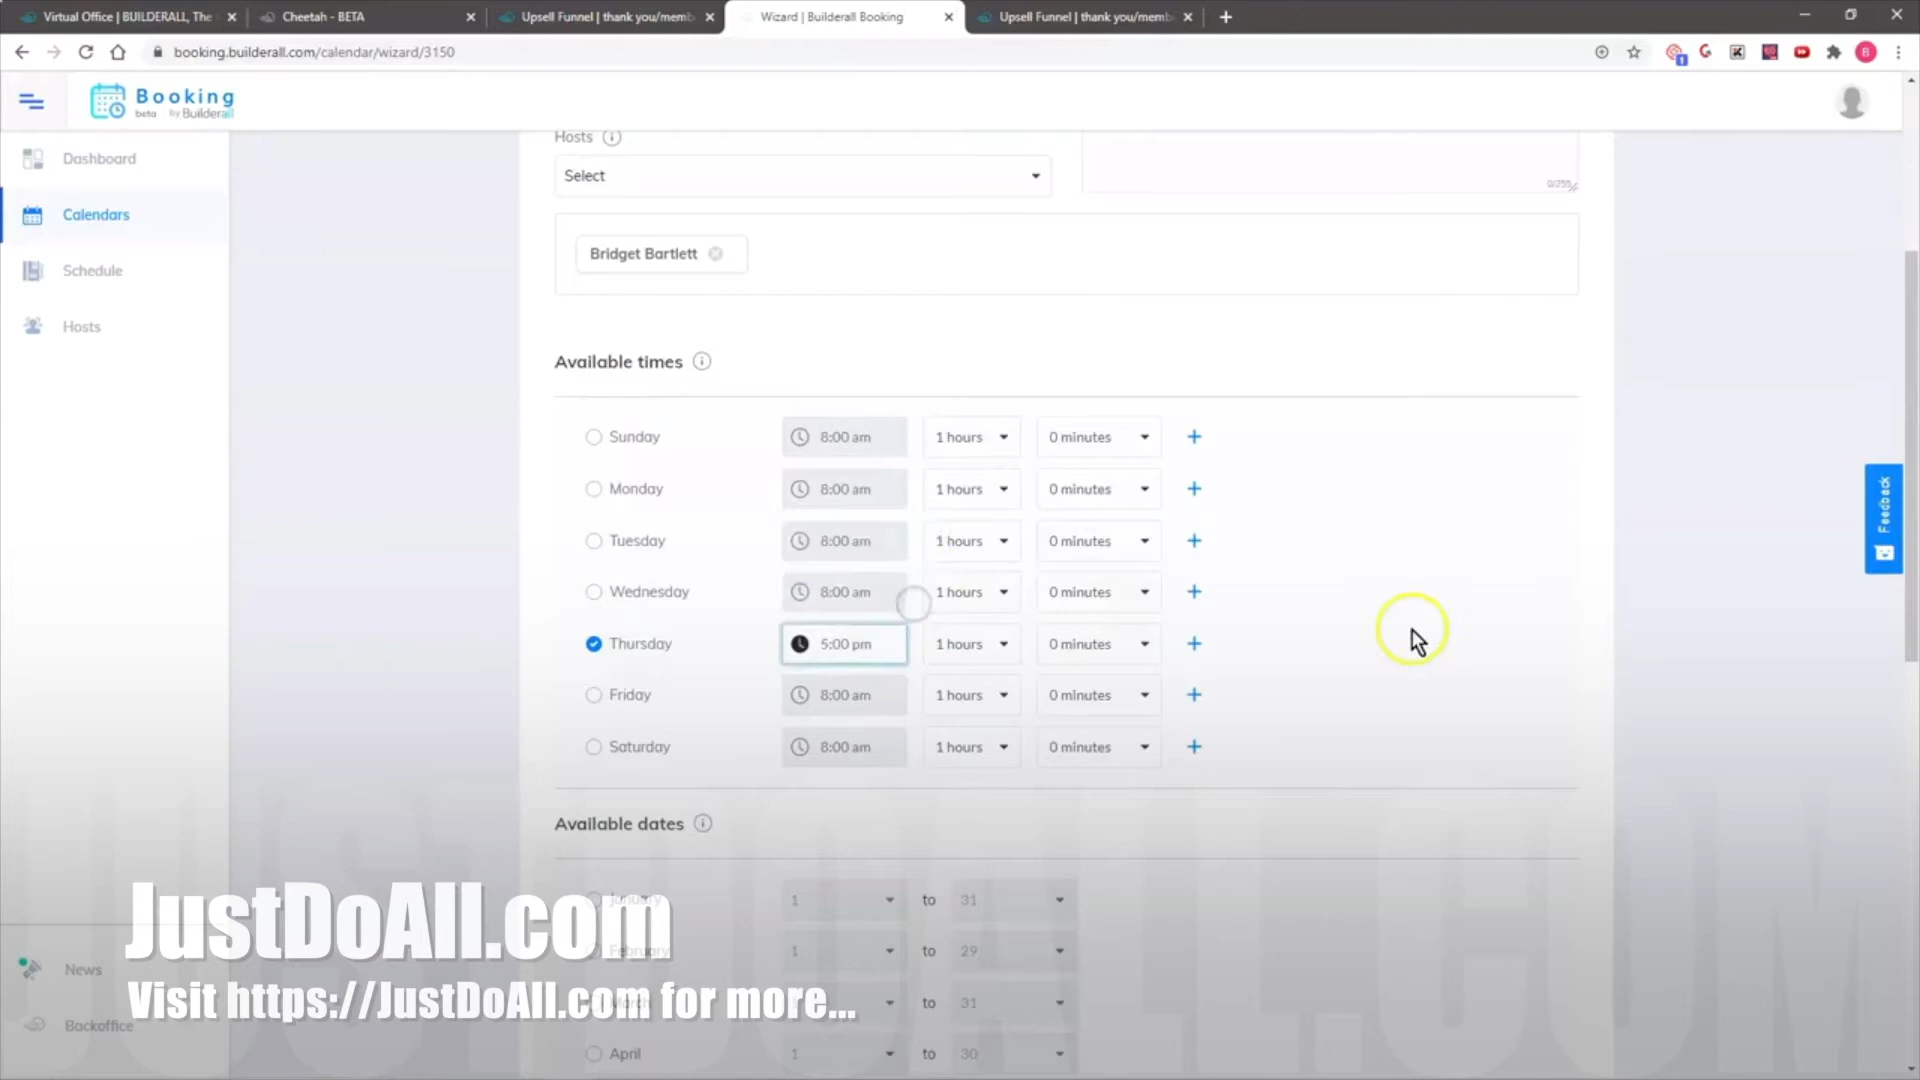 Virtual Office | BUILDERALL, The
Cheetah - BETA
Upsell Funnel | thank you/memb
Wizard | Builderall Booking
Upsell Funnel | thank you/memb
booking.builderall.com/calendar/wizard/3150
1
B
Booking
beta by Builderall
Dashboard
Calendars
Schedule
Hosts
News
Backoffice
Hosts
Select
0/255
Bridget Bartlett
Available times
Sunday 8:00 am 1 hours 0 minutes +
Monday 8:00 am 1 hours 0 minutes +
Tuesday 8:00 am 1 hours 0 minutes +
Wednesday 8:00 am 1 hours 0 minutes +
Thursday 5:00 pm 1 hours 0 minutes +
Friday 8:00 am 1 hours 0 minutes +
Saturday 8:00 am 1 hours 0 minutes +
Available dates
January 1 to 31
February 1 to 29
March 1 to 31
April 1 to 30
Feedback
JustDoAll.com
Visit https://JustDoAll.com for more...
JUSTDOALL.COM